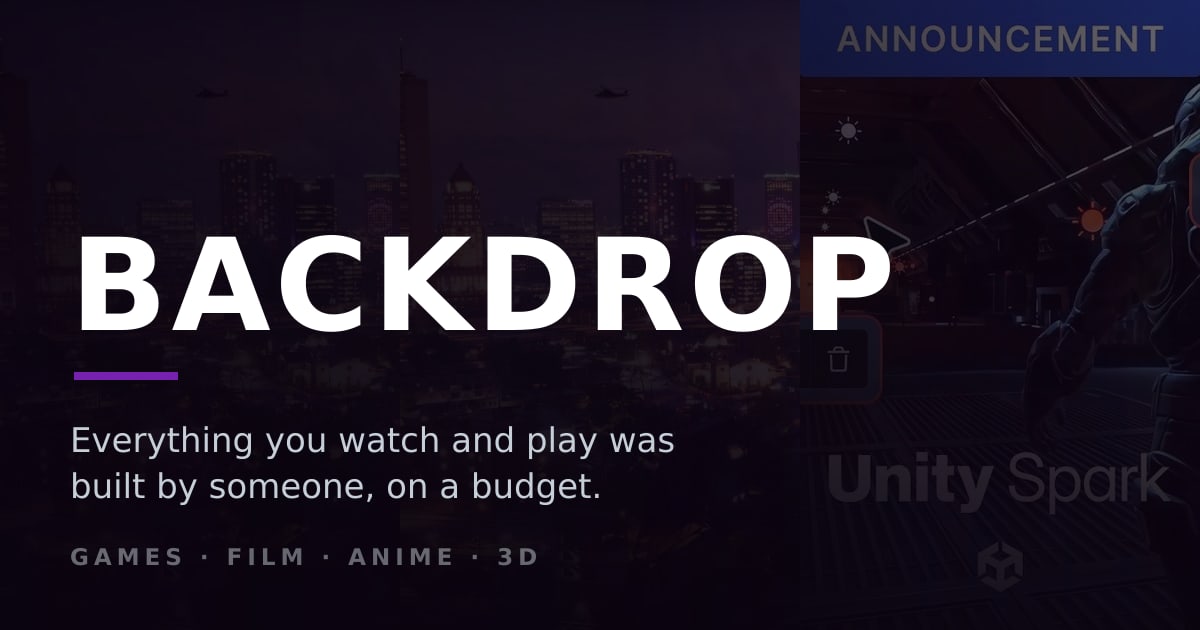 ANNOUNCEMENT
BACKDROP
Everything you watch and play was
built by someone, on a budget.
GAMES · FILM · ANIME · 3D
Unity Spark